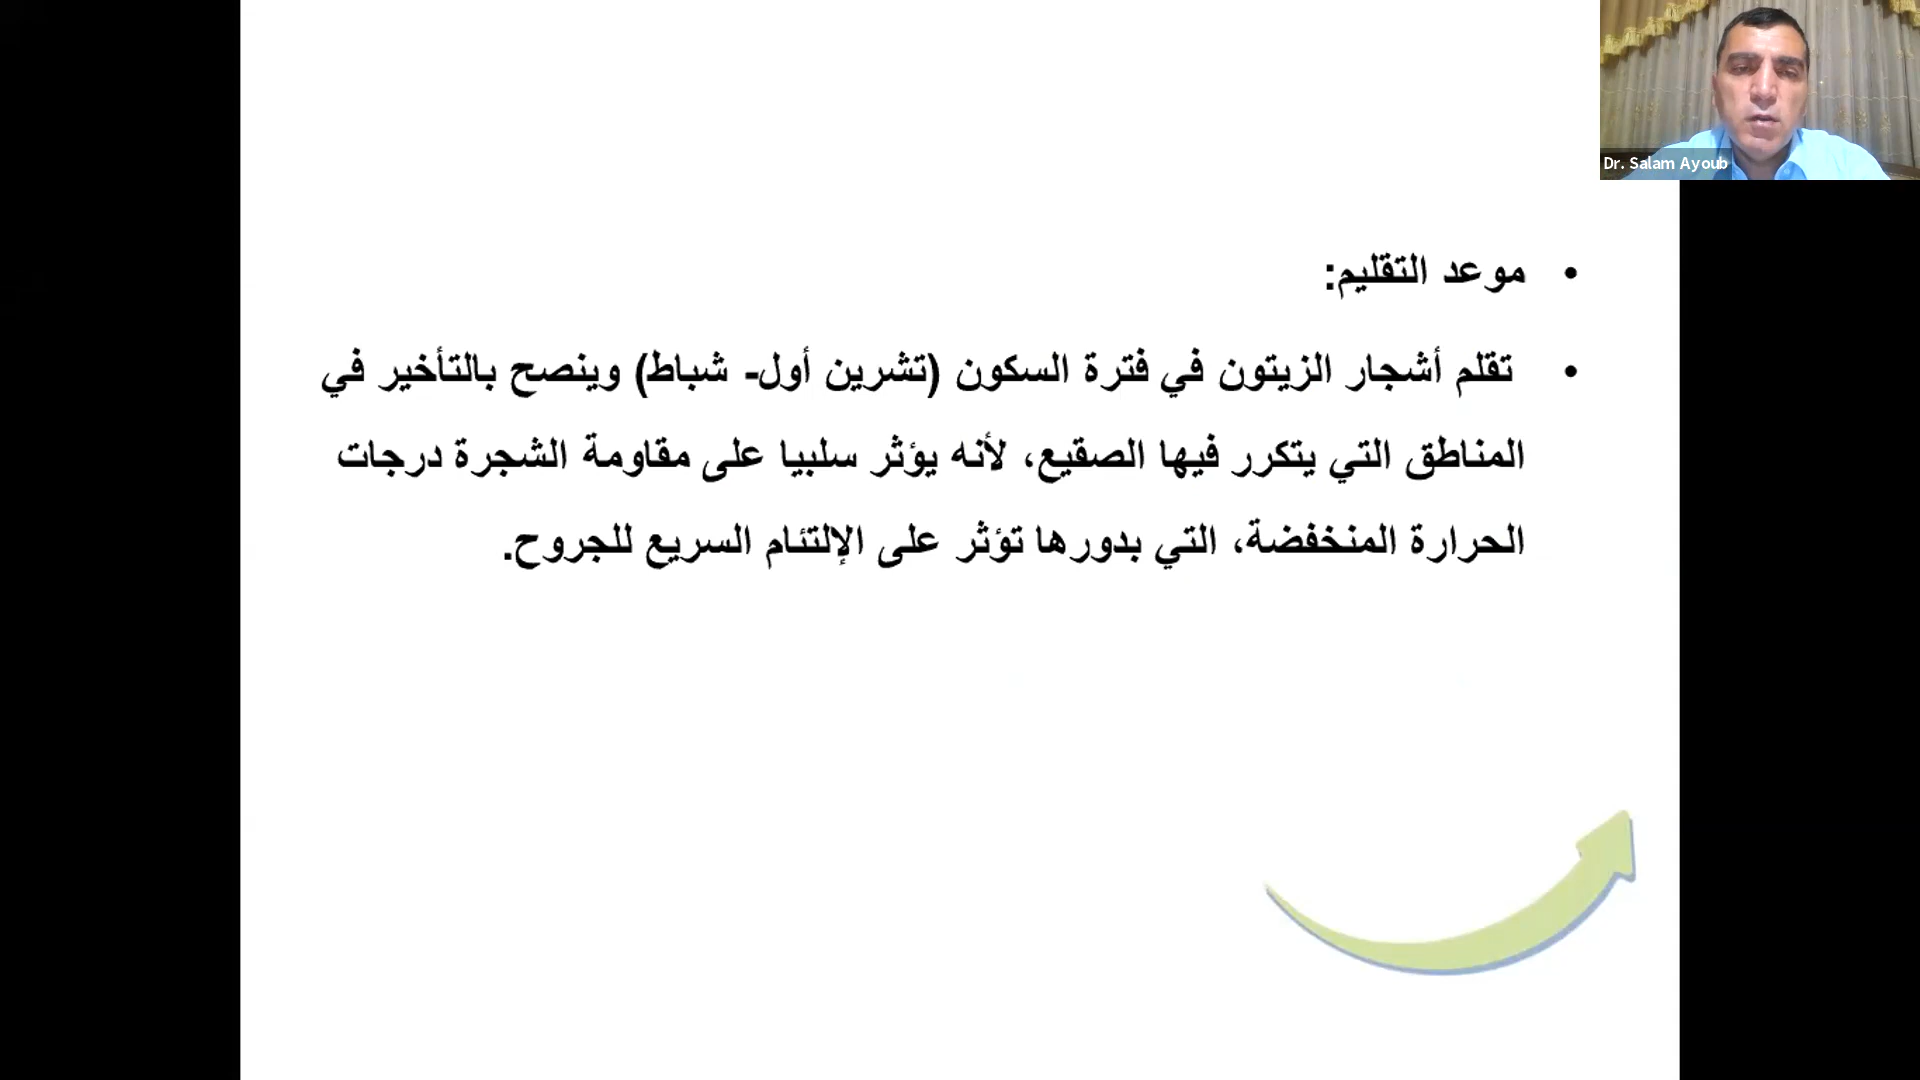 Dr. Salam Ayoub
• موعد التقليم:
• تقلم أشجار الزيتون في فترة السكون (تشرين أول- شباط) وينصح بالتأخير في
المناطق التي يتكرر فيها الصقيع، لأنه يؤثر سلبيا على مقاومة الشجرة درجات
الحرارة المنخفضة، التي بدورها تؤثر على الإلتئام السريع للجروح.